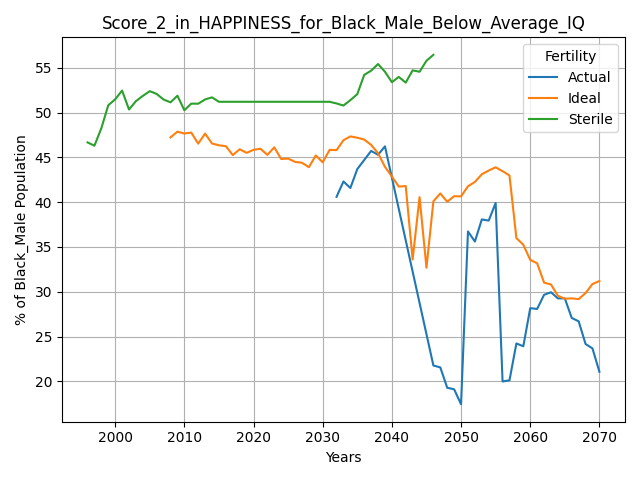 Score_2_in_HAPPINESS_for_Black_Male_Below_Average_IQ
Fertility
Actual
Ideal
Sterile
% of Black_Male Population
55
50
45
40
35
30
25
20
2000
2010
2020
2030
2040
2050
2060
2070
Years